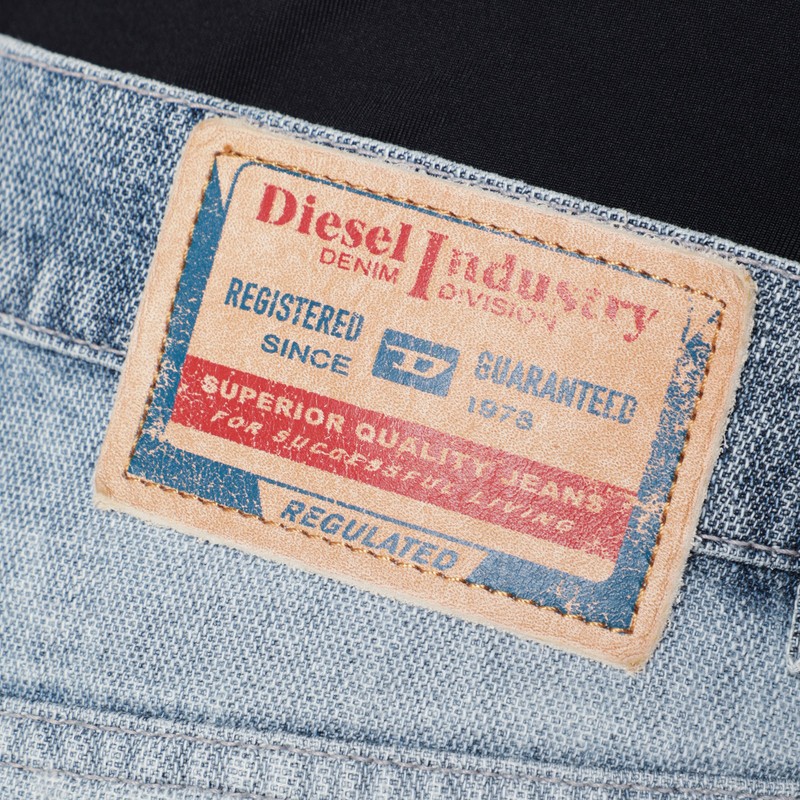 Diesel Industry
DENIM DIVISION
REGISTERED D GUARANTEED
SINCE 1978
SUPERIOR QUALITY JEANS
FOR SUCCESSFUL LIVING
REGULATED